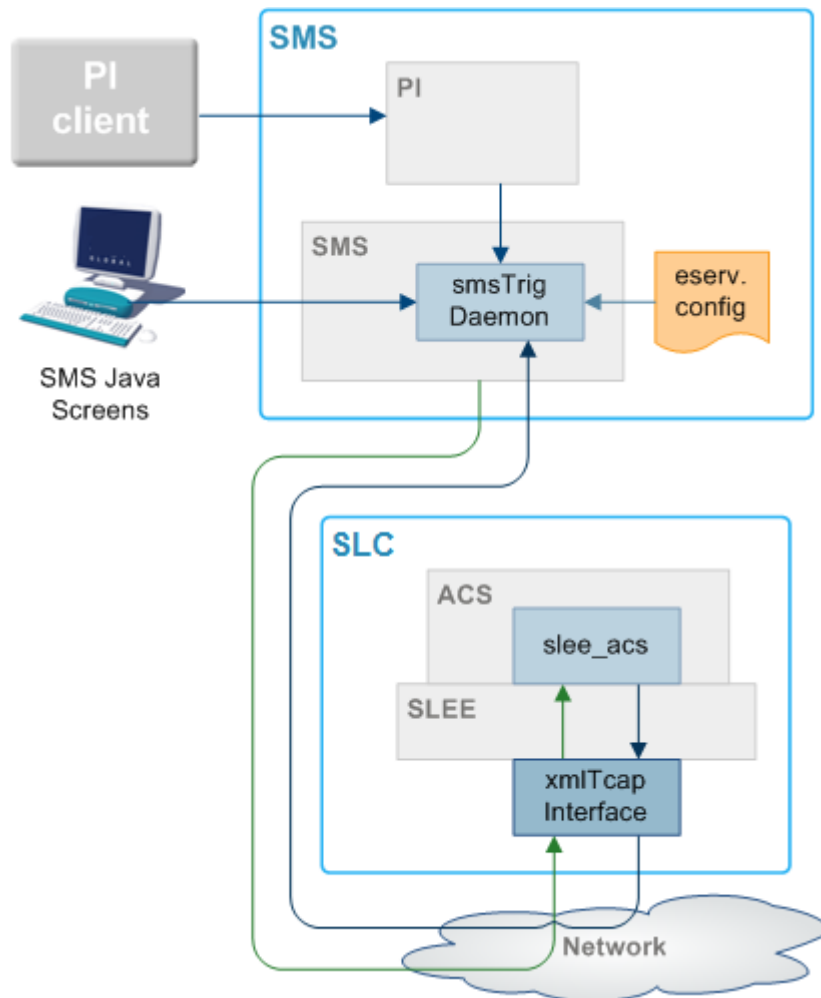 SMS
PI
client
PI
SMS
smsTrig
Daemon
eserv.
config
GLOBAL
SMS Java
Screens
SLC
ACS
slee_acs
SLEE
xmlTcap
Interface
Network